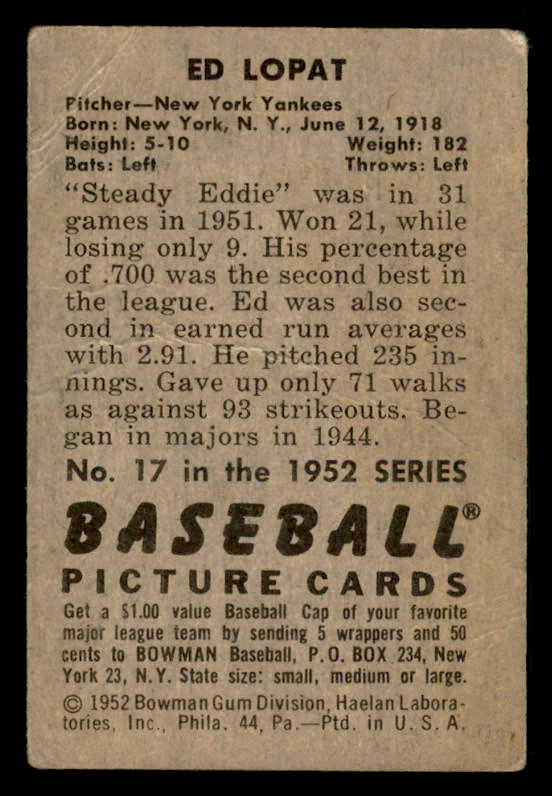 ED LOPAT
Pitcher—New York Yankees
Born: New York, N. Y., June 12, 1918
Height: 5-10 Weight: 182
Bats: Left Throws: Left
"Steady Eddie" was in 31
games in 1951. Won 21, while
losing only 9. His percentage
of .700 was the second best in
the league. Ed was also sec-
ond in earned run averages
with 2.91. He pitched 235 in-
nings. Gave up only 71 walks
as against 93 strikeouts. Be-
gan in majors in 1944.
No. 17 in the 1952 SERIES
BASEBALL®
PICTURE CARDS
Get a $1.00 value Baseball Cap of your favorite
major league team by sending 5 wrappers and 50
cents to BOWMAN Baseball, P.O. BOX 234, New
York 23, N.Y. State size: small, medium or large.
© 1952 Bowman Gum Division, Haelan Labora-
tories, Inc., Phila. 44, Pa.—Ptd. in U. S. A.